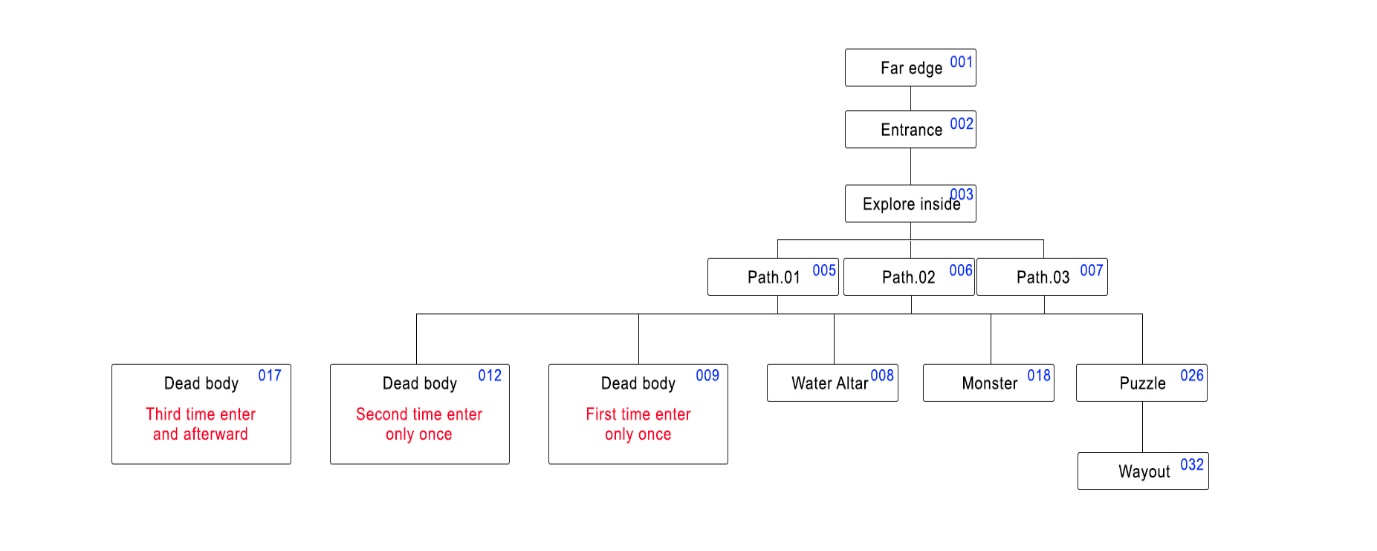 Far edge 001
Entrance 002
Explore inside 003
Path.01 005
Path.02 006
Path.03 007
Dead body 017
Third time enter
and afterward
Dead body 012
Second time enter
only once
Dead body 009
First time enter
only once
Water Altar 008
Monster 018
Puzzle 026
Wayout 032